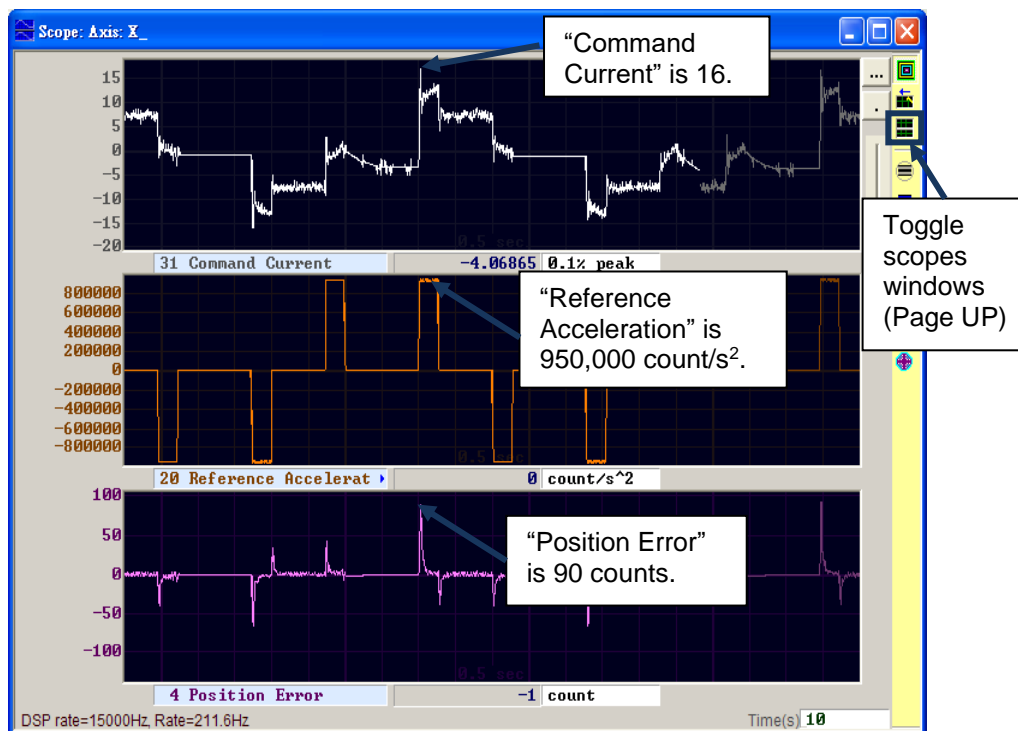 Scope: Axis: X_
“Command
Current” is 16.
...
.
15
10
5
0
-5
-10
-15
-20
0.5 sec
31 Command Current
-4.06865
0.1% peak
Toggle
scopes
windows
(Page UP)
800000
600000
400000
200000
0
-200000
-400000
-600000
-800000
“Reference
Acceleration” is
950,000 count/s².
0.5 sec
20 Reference Accelerat
0
count/s^2
100
50
0
-50
-100
“Position Error”
is 90 counts.
0.5 sec
4 Position Error
-1
count
DSP rate=15000Hz, Rate=211.6Hz
Time(s)
10